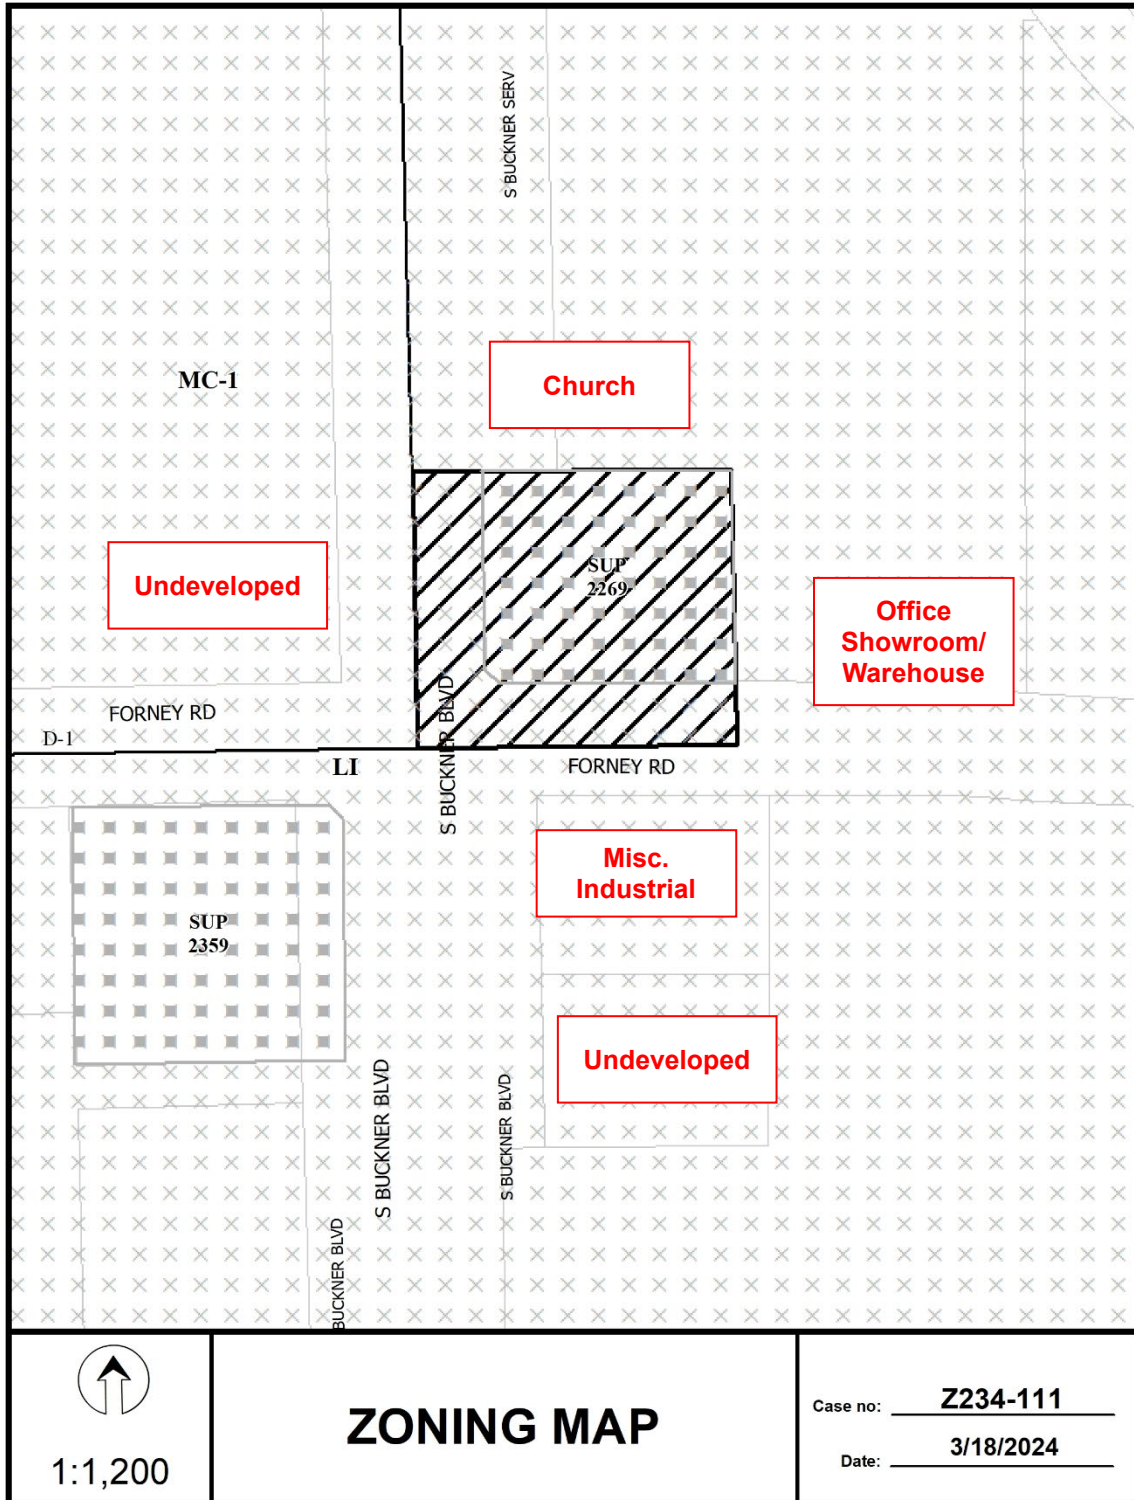 S BUCKNER SERV
MC-1
Church
Undeveloped
SUP
2269
Office
Showroom/
Warehouse
FORNEY RD
D-1
S BUCKNER BLVD
LI
FORNEY RD
Misc.
Industrial
SUP
2359
Undeveloped
S BUCKNER BLVD
S BUCKNER BLVD
BUCKNER BLVD
1:1,200
ZONING MAP
Case no: Z234-111
Date: 3/18/2024